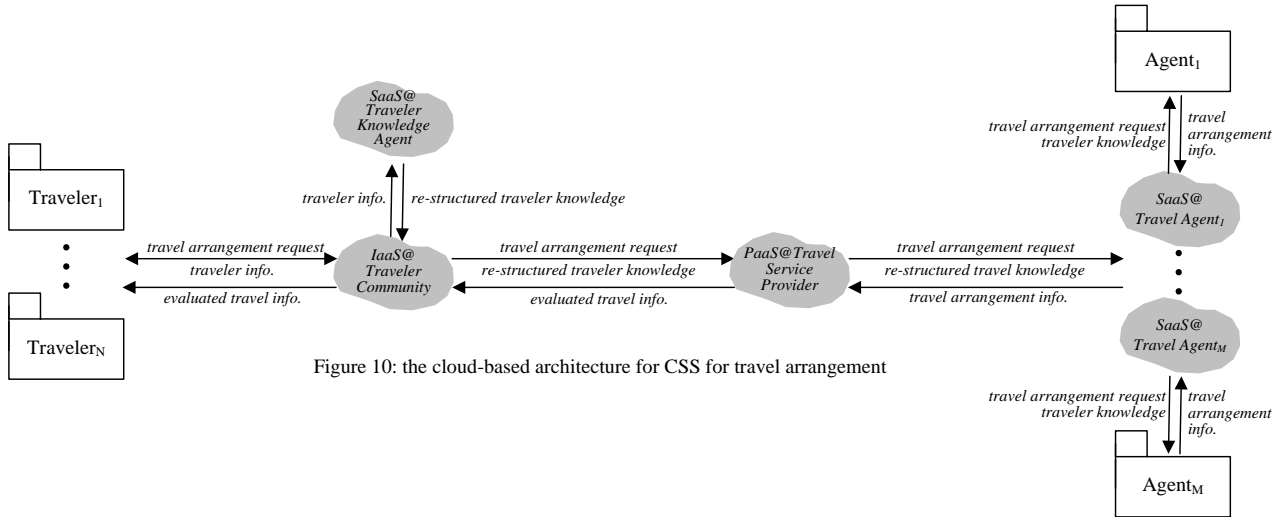 Agent₁
SaaS@
Traveler
Knowledge
Agent
travel arrangement request
traveler knowledge
travel
arrangement
info.
Traveler₁
traveler info.
re-structured traveler knowledge
SaaS@
Travel Agent₁
travel arrangement request
traveler info.
evaluated travel info.
IaaS@
Traveler
Community
travel arrangement request
re-structured traveler knowledge
evaluated travel info.
PaaS@Travel
Service
Provider
travel arrangement request
re-structured travel knowledge
travel arrangement info.
TravelerN
SaaS@
Travel AgentM
Figure 10: the cloud-based architecture for CSS for travel arrangement
travel arrangement request
traveler knowledge
travel
arrangement
info.
AgentM